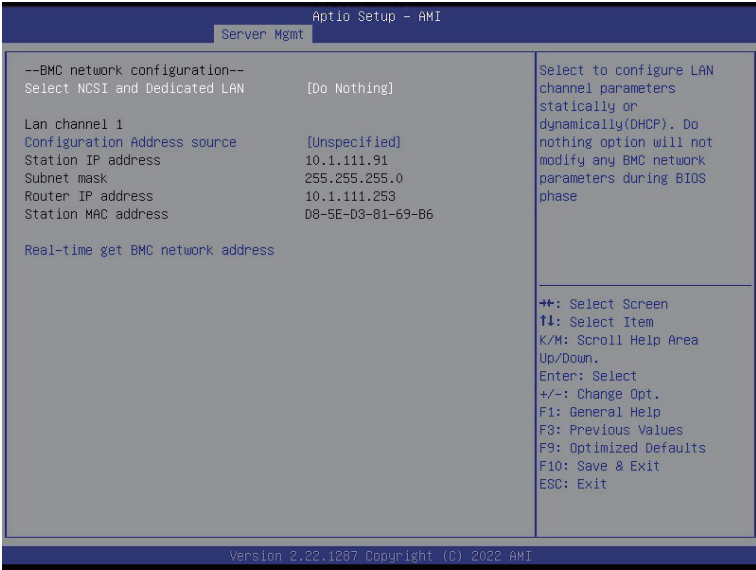 Aptio Setup – AMI
Server Mgmt
--BMC network configuration--
Select NCSI and Dedicated LAN [Do Nothing]
Lan channel 1
Configuration Address source [Unspecified]
Station IP address 10.1.111.91
Subnet mask 255.255.255.0
Router IP address 10.1.111.253
Station MAC address D8-5E-D3-81-69-B6
Real-time get BMC network address
Select to configure LAN
channel parameters
statically or
dynamically(DHCP). Do
nothing option will not
modify any BMC network
parameters during BIOS
phase
→←: Select Screen
↑↓: Select Item
K/M: Scroll Help Area
Up/Down.
Enter: Select
+/-: Change Opt.
F1: General Help
F3: Previous Values
F9: Optimized Defaults
F10: Save & Exit
ESC: Exit
Version 2.22.1287 Copyright (C) 2022 AMI